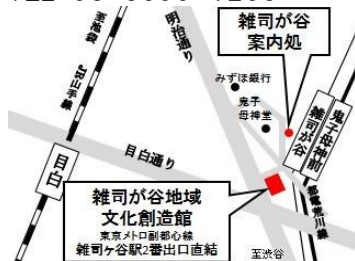 雑司が谷
案内処
至池袋
JR山手線
明治通り
みずほ銀行
鬼子
母神堂
鬼子母神前
雑司が谷
目白
目白通り
都電荒川線
雑司が谷地域
文化創造館
東京メトロ副都心線
雑司ヶ谷駅2番出口直結
至渋谷